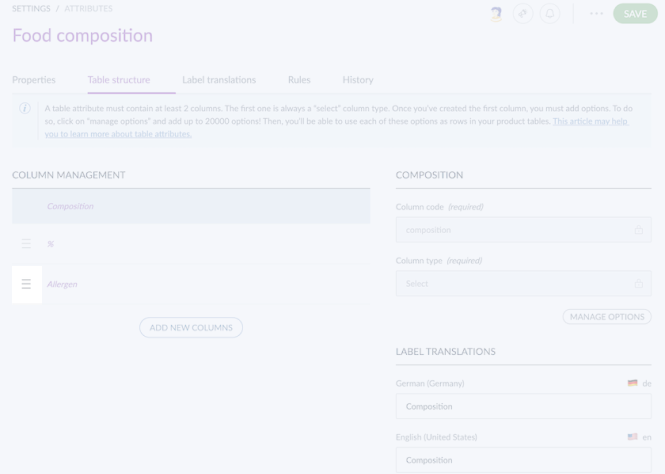 SETTINGS / ATTRIBUTES
SAVE
Food composition
Properties
Table structure
Label translations
Rules
History
A table attribute must contain at least 2 columns. The first one is always a "select" column type. Once you've created the first column, you must add options. To do
so, click on "manage options" and add up to 20000 options! Then, you'll be able to use each of those options as rows in your product tables. This article may help
you to learn more about table attributes.
COLUMN MANAGEMENT
Composition
%
Allergen
ADD NEW COLUMNS
COMPOSITION
Column code (required)
composition
Column type (required)
Select
MANAGE OPTIONS
LABEL TRANSLATIONS
German (Germany)
de
Composition
English (United States)
en
Composition